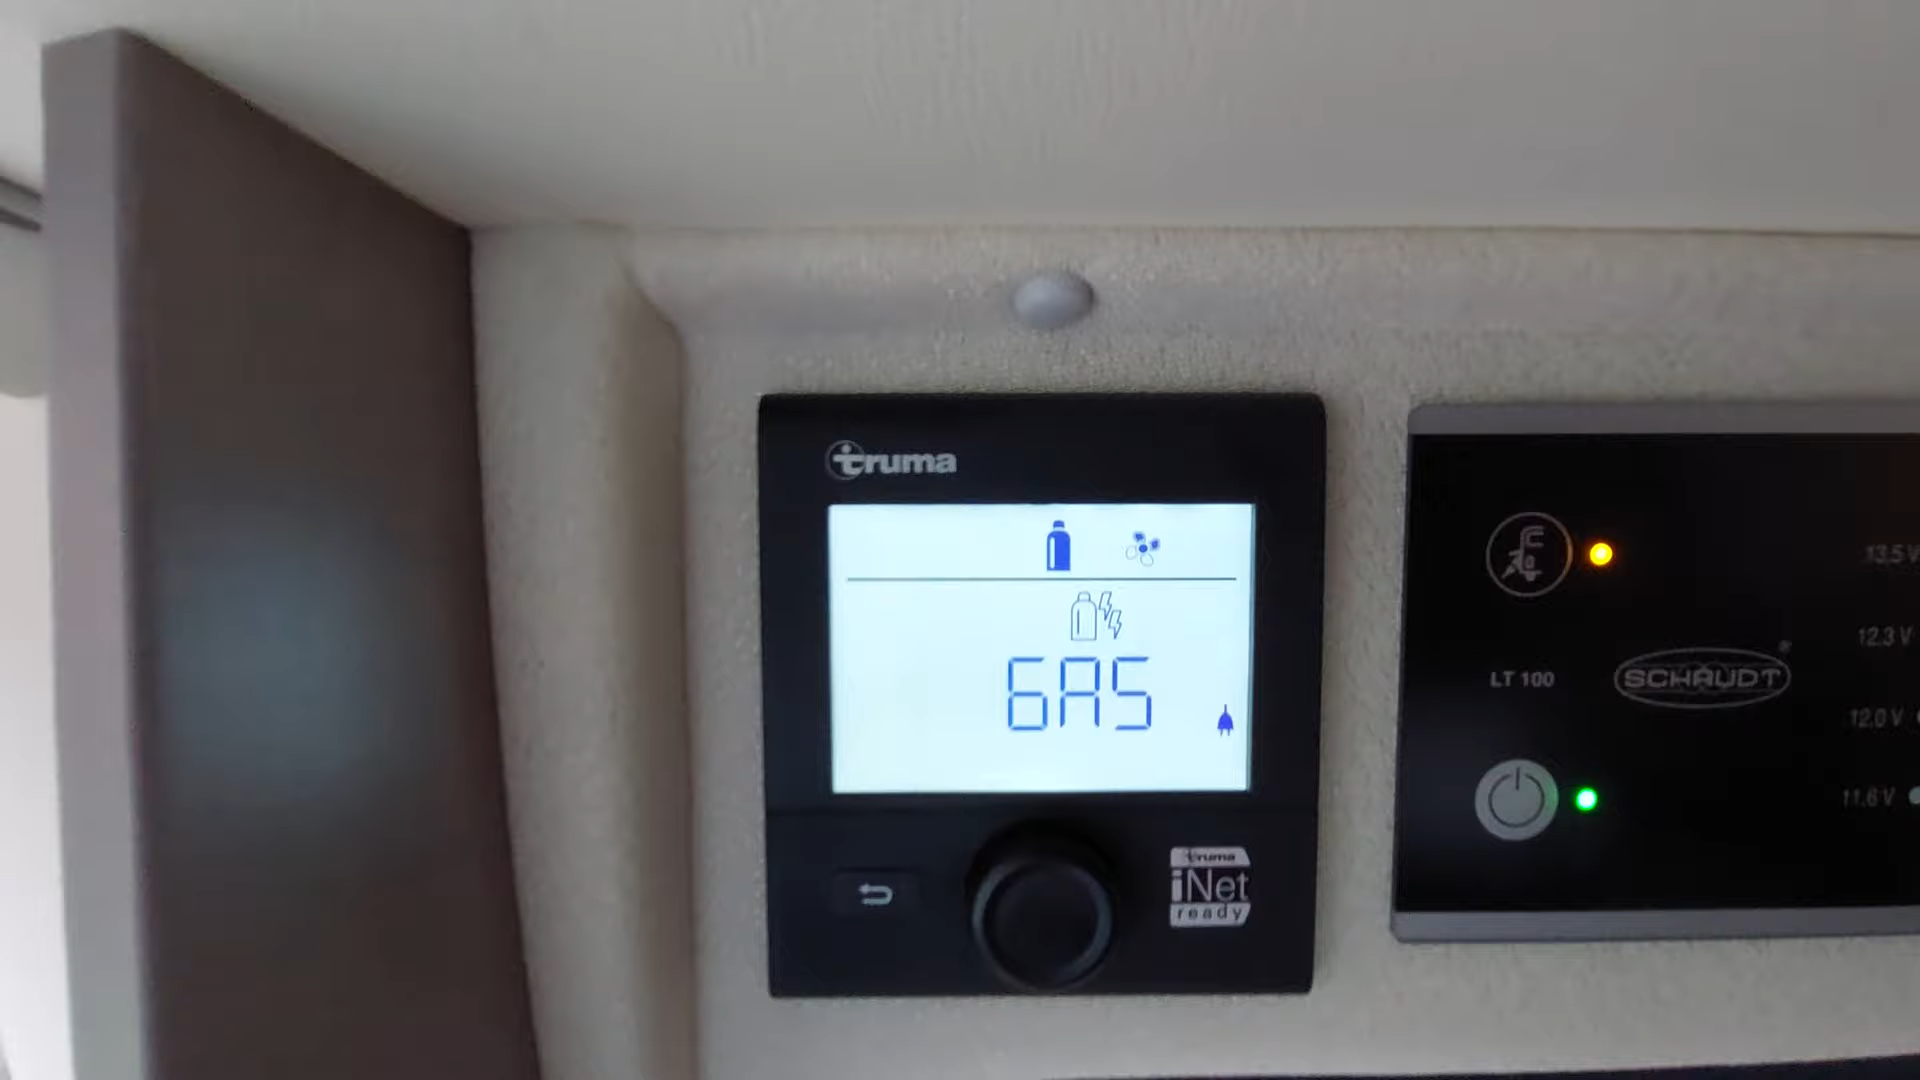 truma
GAS
truma
iNet
ready
13.5 V
12.3 V
LT 100
SCHAUDT
®
12.0 V
11.6 V